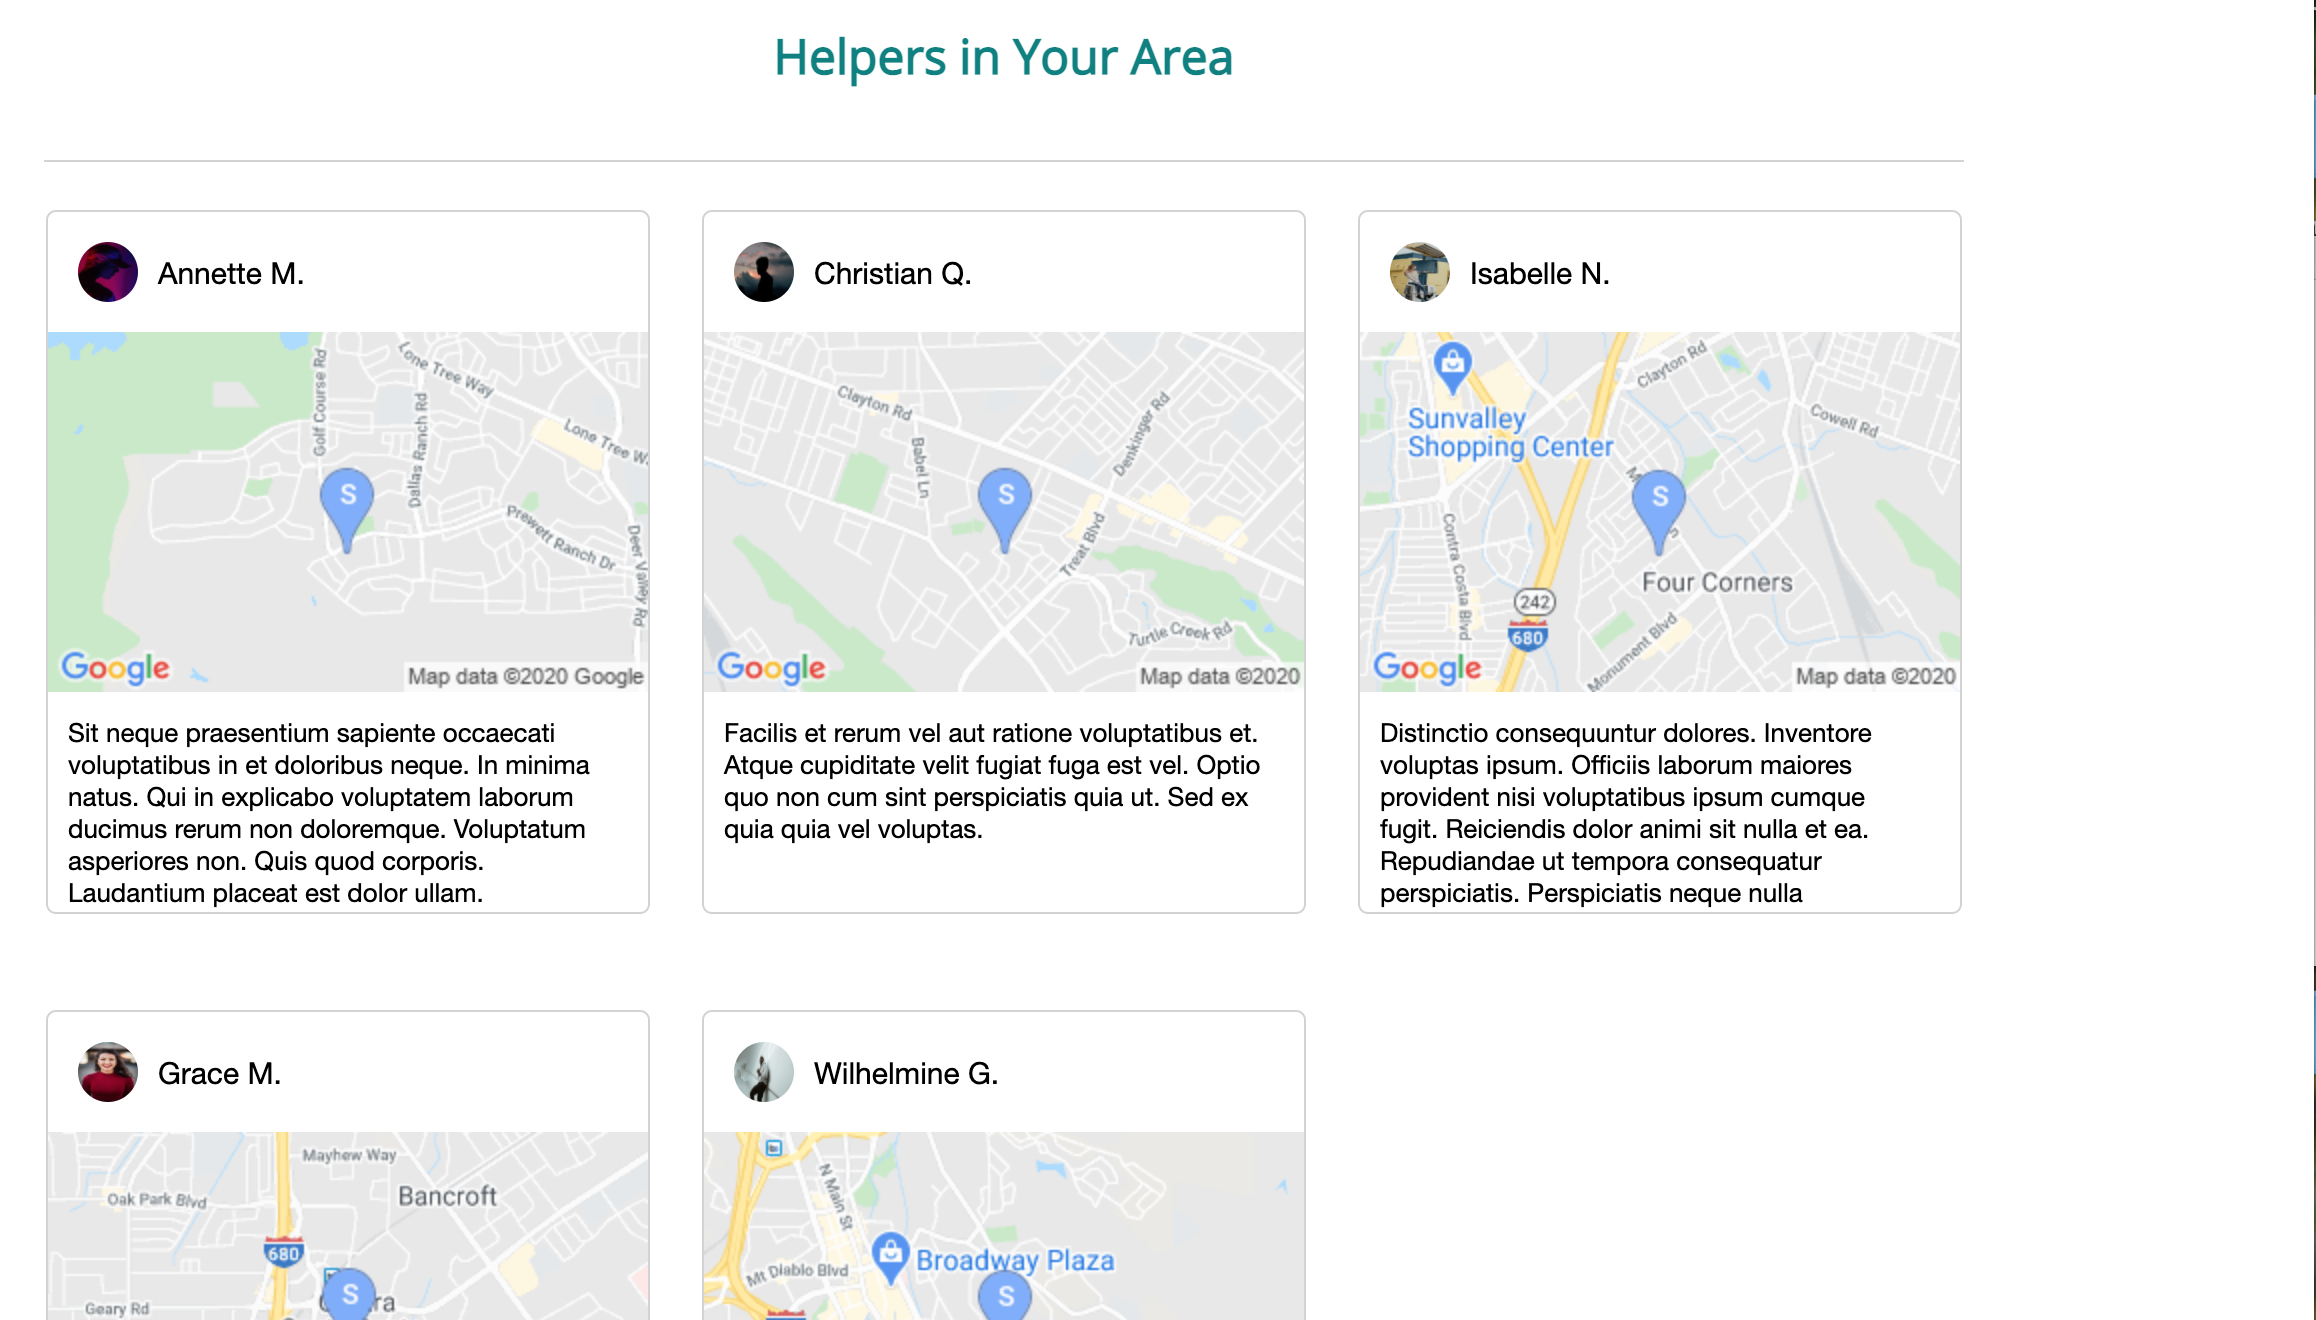 Helpers in Your Area
Annette M.
Golf Course Rd
Lone Tree Way
Dallas Ranch Rd
Lone Tree W
S
Prewett Ranch Dr
Deer Valley Rd
Google
Map data ©2020 Google
Sit neque praesentium sapiente occaecati
voluptatibus in et doloribus neque. In minima
natus. Qui in explicabo voluptatem laborum
ducimus rerum non doloremque. Voluptatum
asperiores non. Quis quod corporis.
Laudantium placeat est dolor ullam.
Christian Q.
Clayton Rd
Babel Ln
Denkinger Rd
S
Treat Blvd
Turtle Creek Rd
Google
Map data ©2020
Facilis et rerum vel aut ratione voluptatibus et.
Atque cupiditate velit fugiat fuga est vel. Optio
quo non cum sint perspiciatis quia ut. Sed ex
quia quia vel voluptas.
Isabelle N.
Clayton Rd
Cowell Rd
Sunvalley
Shopping Center
S
Contra Costa Blvd
Four Corners
242
680
Monument Blvd
Google
Map data ©2020
Distinctio consequuntur dolores. Inventore
voluptas ipsum. Officiis laborum maiores
provident nisi voluptatibus ipsum cumque
fugit. Reiciendis dolor animi sit nulla et ea.
Repudiandae ut tempora consequatur
perspiciatis. Perspiciatis neque nulla
Grace M.
Mayhew Way
Oak Park Blvd
Bancroft
680
S
ra
Geary Rd
Wilhelmine G.
N Main St
Broadway Plaza
Mt Diablo Blvd
S